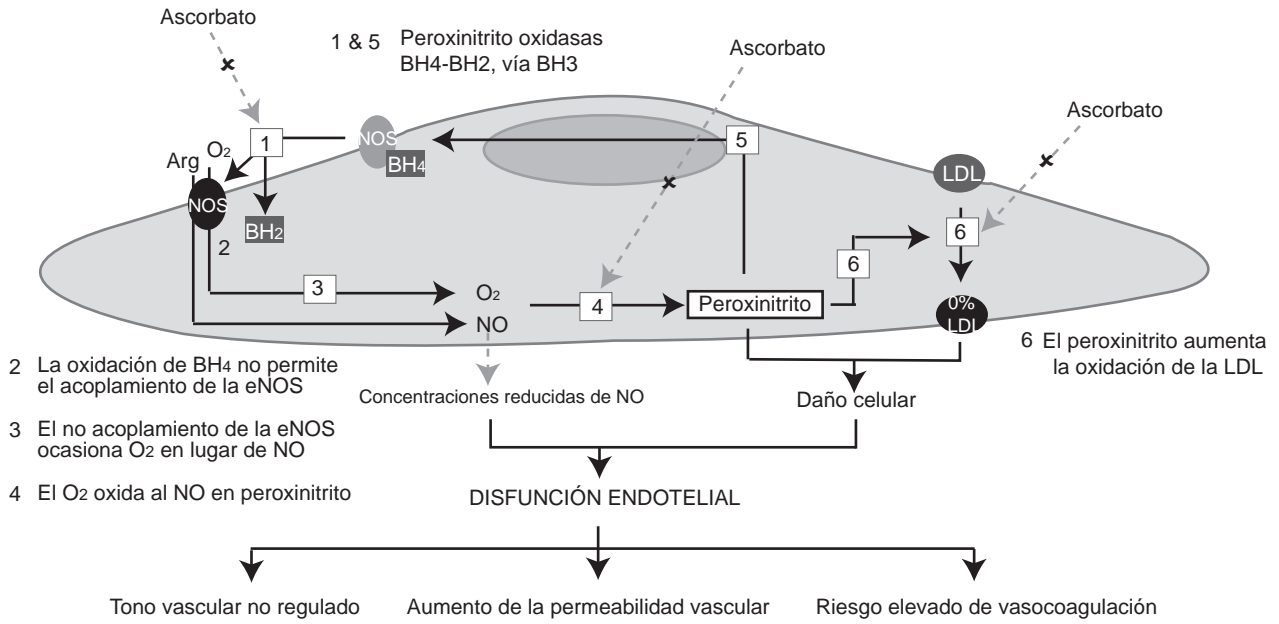 Ascorbato
1 & 5 Peroxinitrito oxidasas
BH4-BH2, vía BH3
Ascorbato
Ascorbato
Arg
O2
1
NOS
BH4
5
LDL
NOS
BH2
2
6
6
3
O2
4
Peroxinitrito
0%
LDL
NO
2 La oxidación de BH4 no permite
el acoplamiento de la eNOS
6 El peroxinitrito aumenta
la oxidación de la LDL
Concentraciones reducidas de NO
Daño celular
3 El no acoplamiento de la eNOS
ocasiona O2 en lugar de NO
4 El O2 oxida al NO en peroxinitrito
DISFUNCIÓN ENDOTELIAL
Tono vascular no regulado
Aumento de la permeabilidad vascular
Riesgo elevado de vasocoagulación